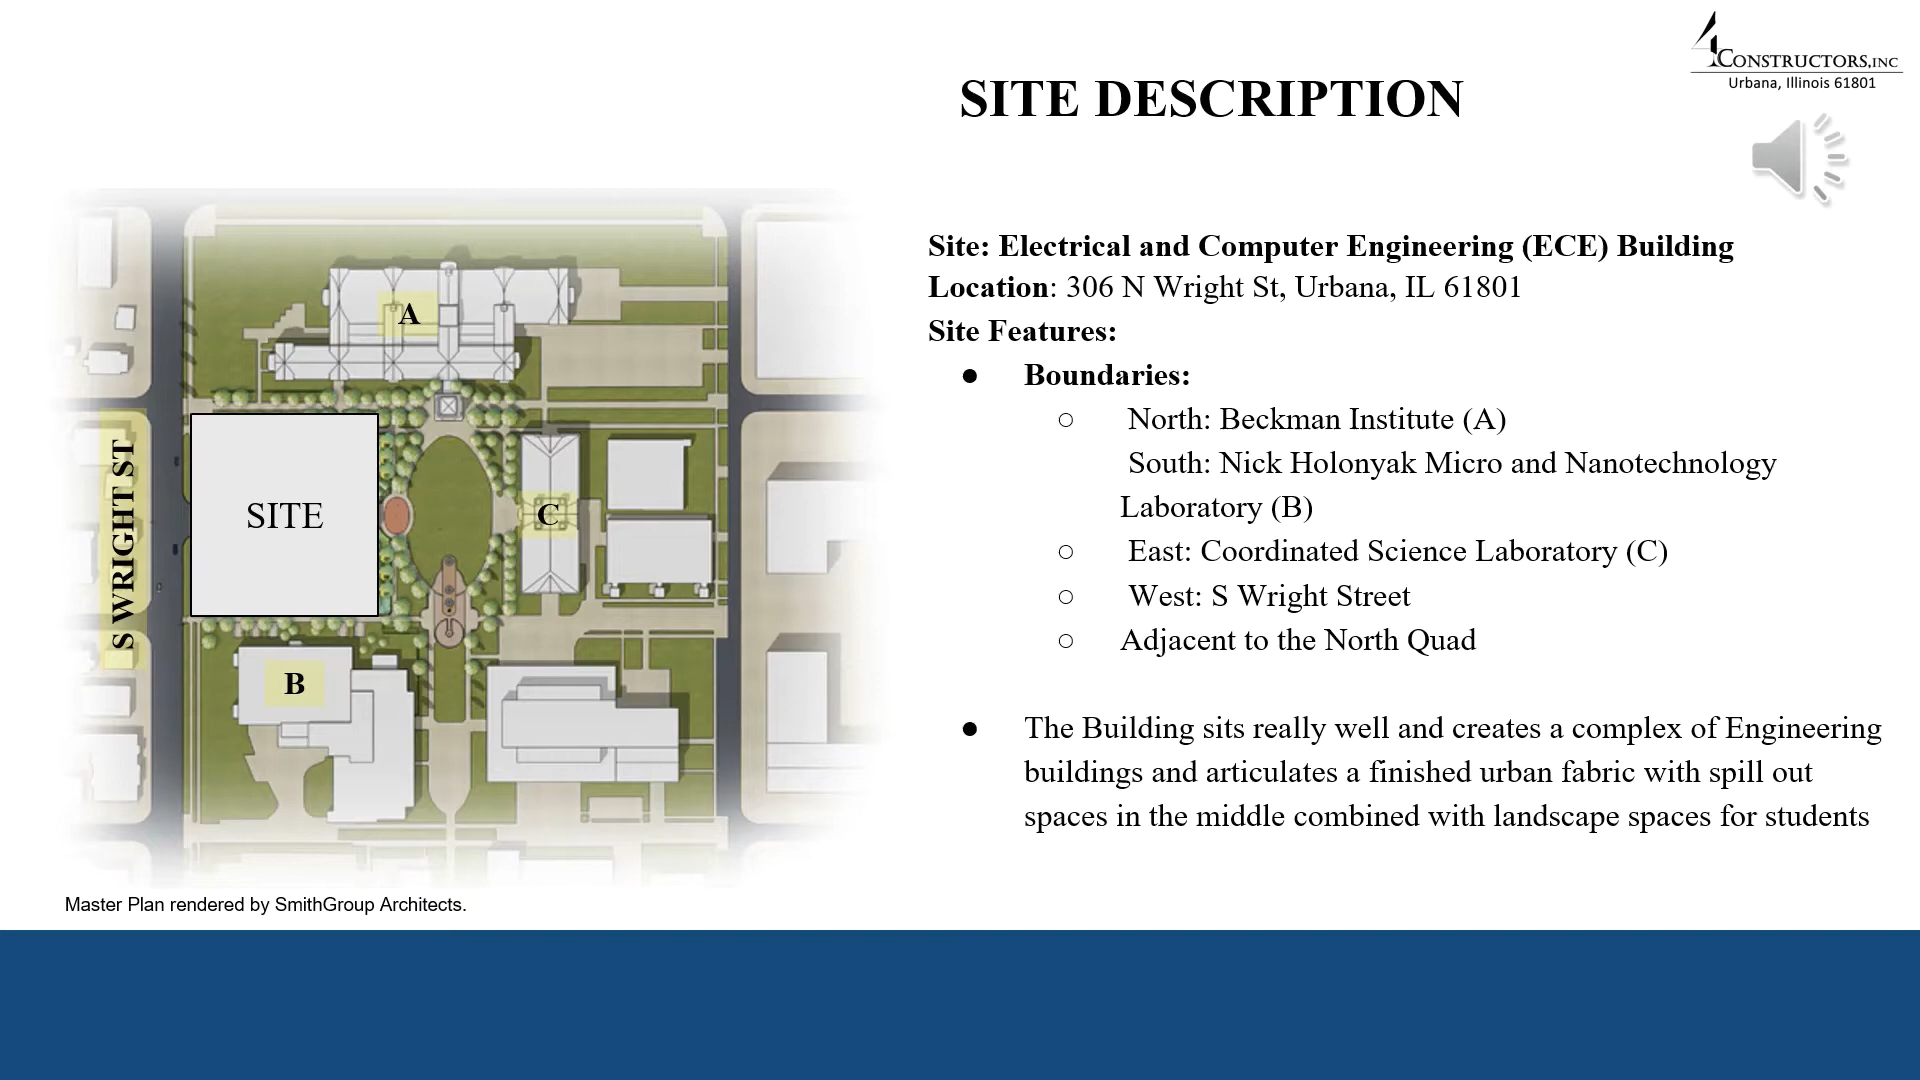 4CONSTRUCTORS,INC
Urbana, Illinois 61801
SITE DESCRIPTION
A
SITE
C
B
S WRIGHT ST
Master Plan rendered by SmithGroup Architects.
Site: Electrical and Computer Engineering (ECE) Building
Location: 306 N Wright St, Urbana, IL 61801
Site Features:
● Boundaries:
○ North: Beckman Institute (A)
South: Nick Holonyak Micro and Nanotechnology
Laboratory (B)
○ East: Coordinated Science Laboratory (C)
○ West: S Wright Street
○ Adjacent to the North Quad
● The Building sits really well and creates a complex of Engineering
buildings and articulates a finished urban fabric with spill out
spaces in the middle combined with landscape spaces for students